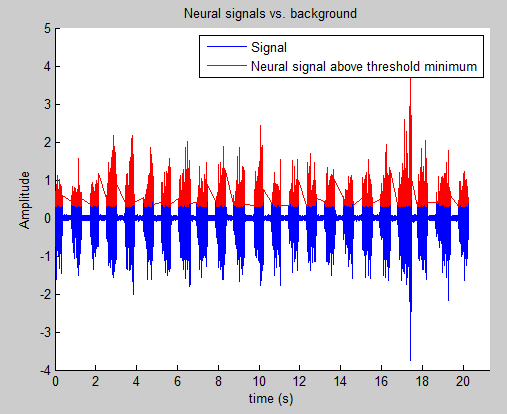 Neural signals vs. background
Signal
Neural signal above threshold minimum
5
4
3
2
1
0
-1
-2
-3
-4
Amplitude
0 2 4 6 8 10 12 14 16 18 20
time (s)